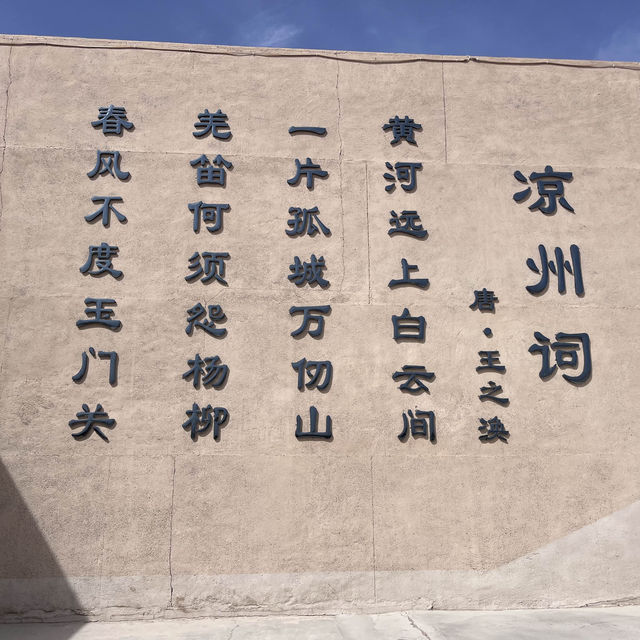 凉州词
唐·王之涣
黄河远上白云间
一片孤城万仞山
羌笛何须怨杨柳
春风不度玉门关